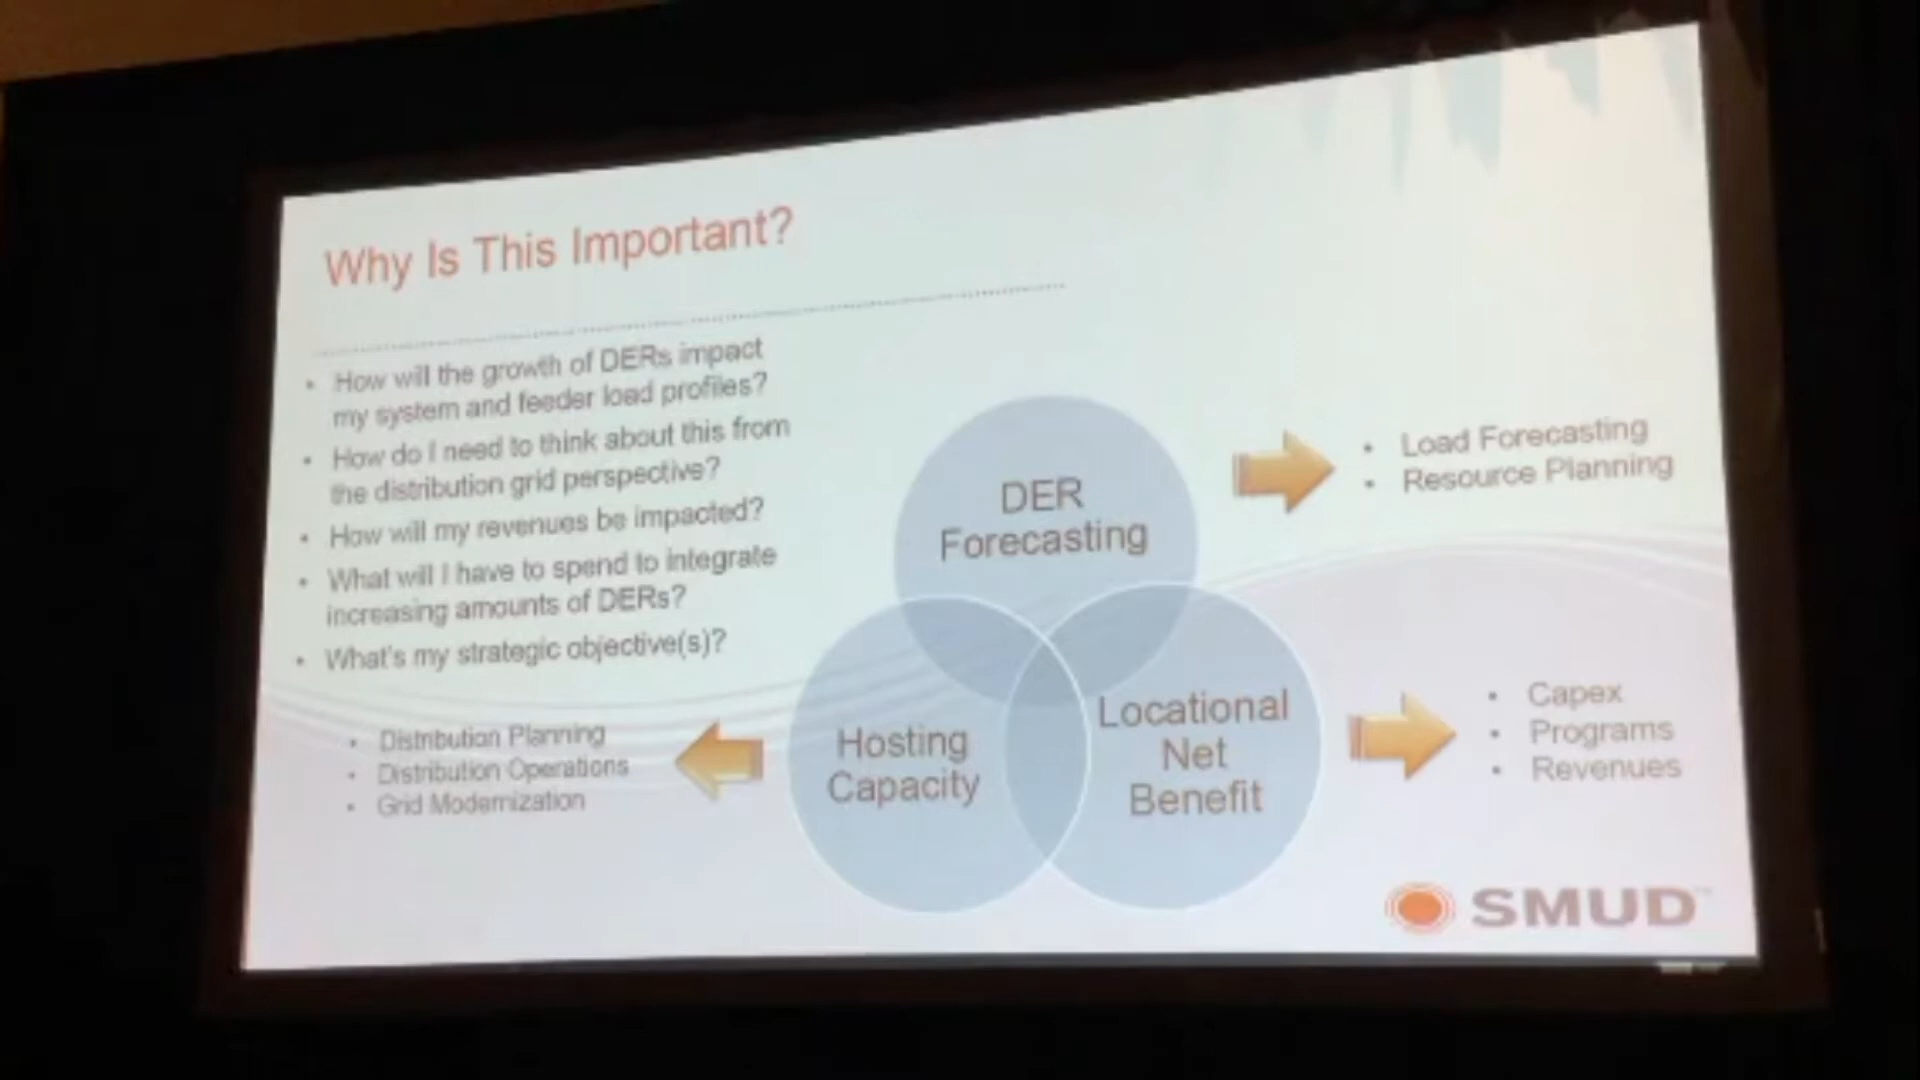 Why Is This Important?
• How will the growth of DERs impact
my system and feeder load profiles?
• How do I need to think about this from
the distribution grid perspective?
• How will my revenues be impacted?
• What will I have to spend to integrate
increasing amounts of DERs?
• What's my strategic objective(s)?
DER
Forecasting
• Load Forecasting
• Resource Planning
Hosting
Capacity
• Distribution Planning
• Distribution Operations
• Grid Modernization
Locational
Net
Benefit
• Capex
• Programs
• Revenues
SMUD™